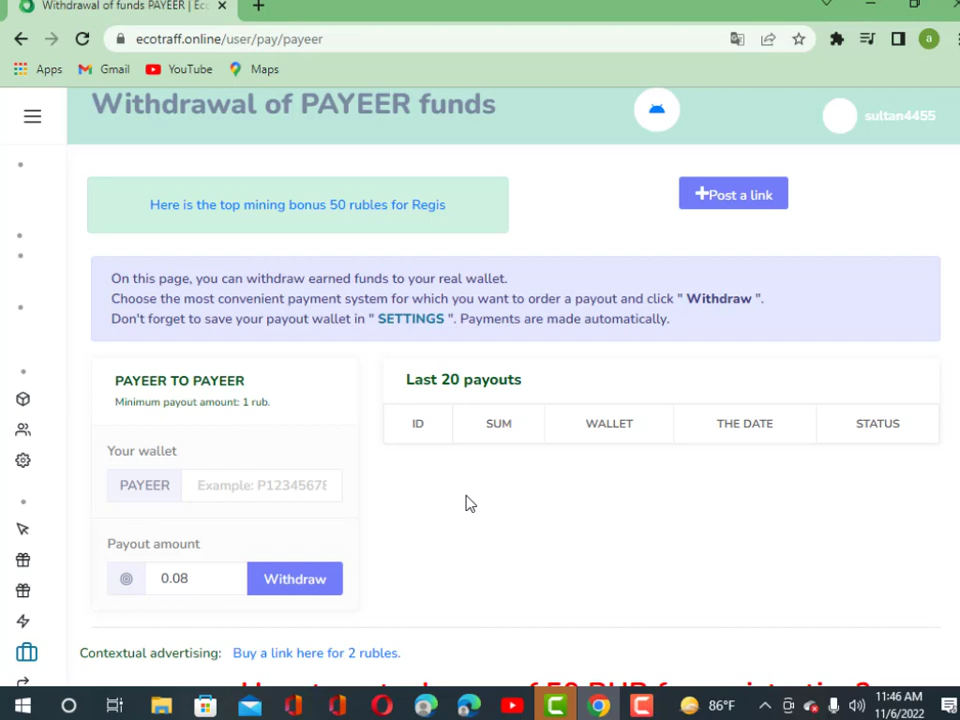 Withdrawal of funds PAYEER | Ecc
ecotraff.online/user/pay/payeer
Apps
Gmail
YouTube
Maps
Withdrawal of PAYEER funds
sultan4455
Here is the top mining bonus 50 rubles for Regis
Post a link
On this page, you can withdraw earned funds to your real wallet.
Choose the most convenient payment system for which you want to order a payout and click " Withdraw ".
Don't forget to save your payout wallet in " SETTINGS ". Payments are made automatically.
PAYEER TO PAYEER
Minimum payout amount: 1 rub.
Last 20 payouts
ID SUM WALLET THE DATE STATUS
Your wallet
PAYEER
Example: P12345678
Payout amount
0.08
Withdraw
Contextual advertising:
Buy a link here for 2 rubles.
86°F
11:46 AM
11/6/2022